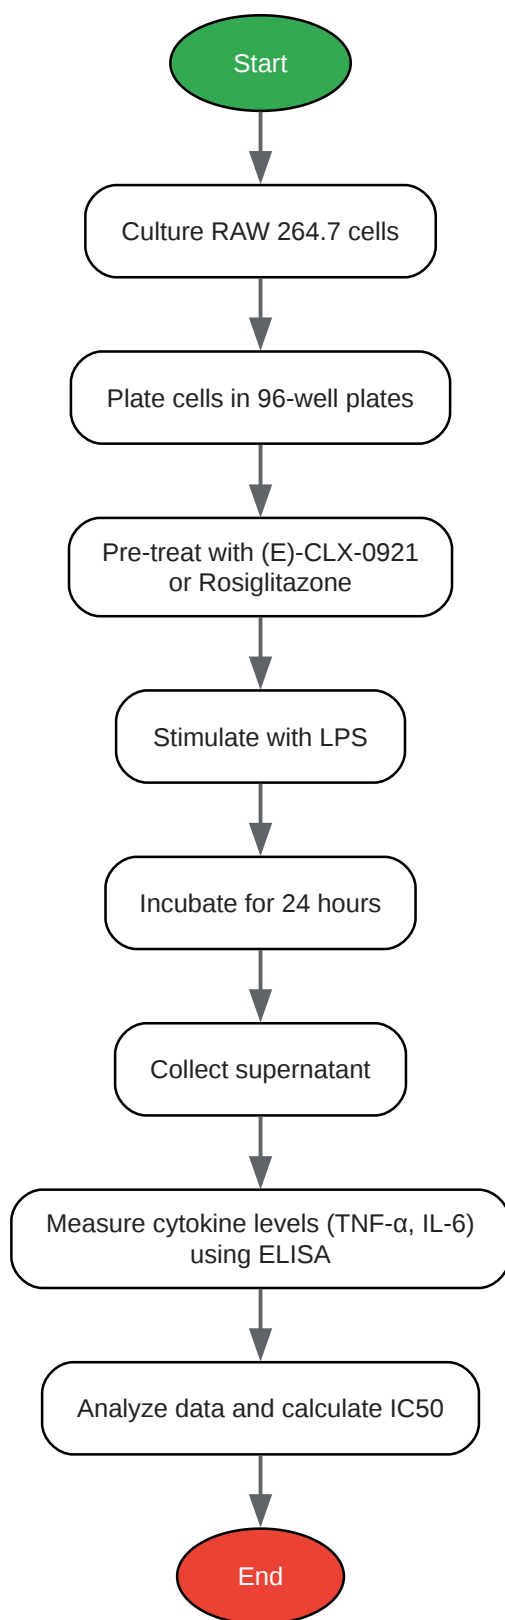 Start
Culture RAW 264.7 cells
Plate cells in 96-well plates
Pre-treat with (E)-CLX-0921
or Rosiglitazone
Stimulate with LPS
Incubate for 24 hours
Collect supernatant
Measure cytokine levels (TNF-α, IL-6)
using ELISA
Analyze data and calculate IC50
End